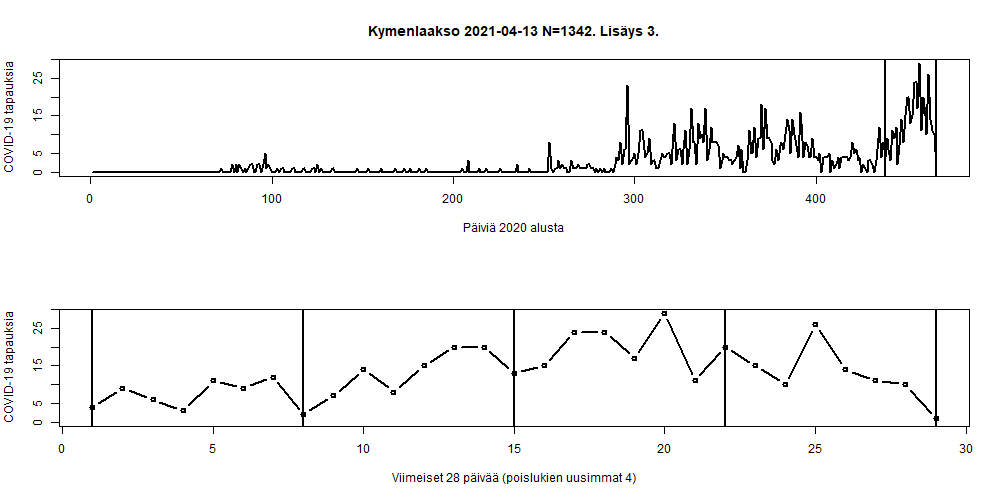 Kymenlaakso 2021-04-13 N=1342. Lisäys 3.
COVID-19 tapauksia
25
15
5
0
0 100 200 300 400
Päiviä 2020 alusta
COVID-19 tapauksia
25
15
5
0
0 5 10 15 20 25 30
Viimeiset 28 päivää (poislukien uusimmat 4)